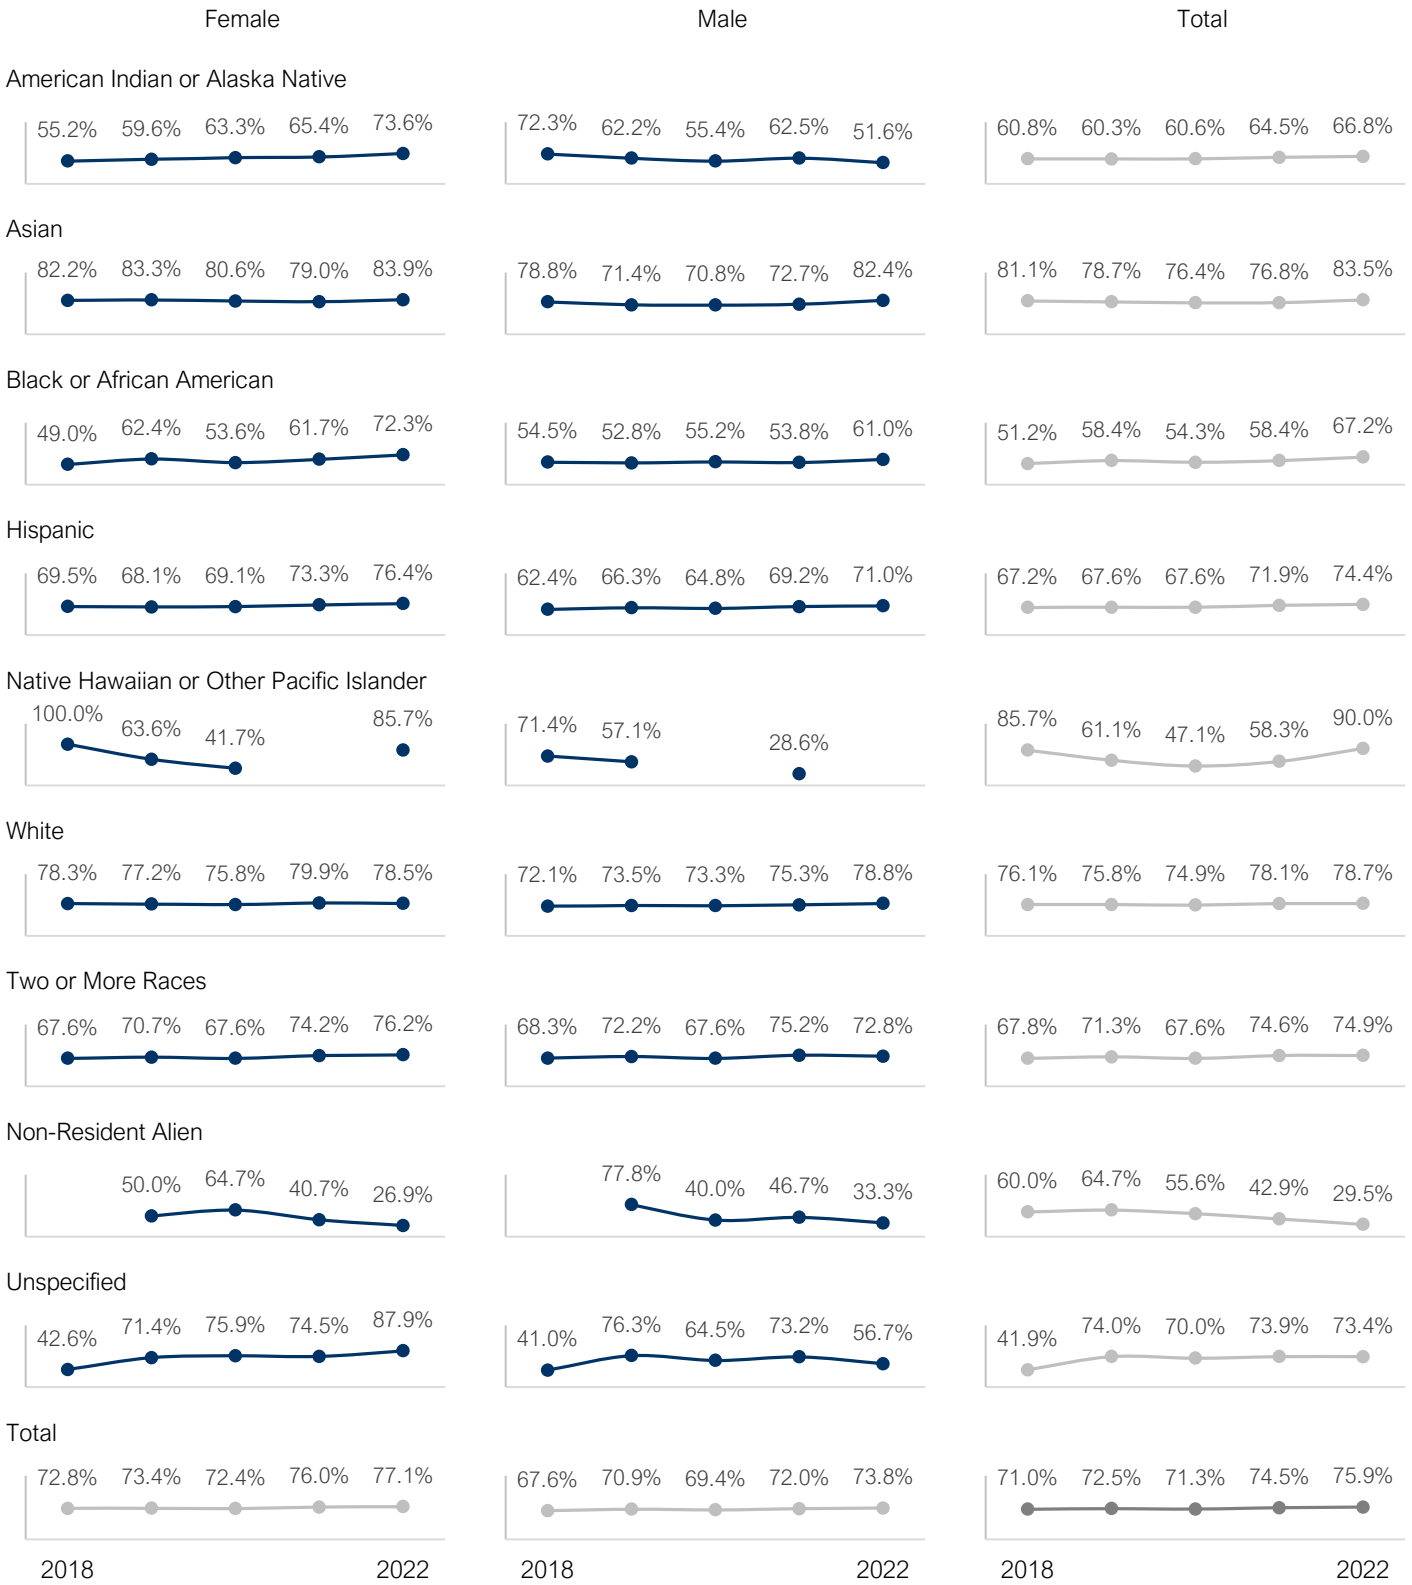 Female Male Total
American Indian or Alaska Native
55.2% 59.6% 63.3% 65.4% 73.6% 72.3% 62.2% 55.4% 62.5% 51.6% 60.8% 60.3% 60.6% 64.5% 66.8%
Asian
82.2% 83.3% 80.6% 79.0% 83.9% 78.8% 71.4% 70.8% 72.7% 82.4% 81.1% 78.7% 76.4% 76.8% 83.5%
Black or African American
49.0% 62.4% 53.6% 61.7% 72.3% 54.5% 52.8% 55.2% 53.8% 61.0% 51.2% 58.4% 54.3% 58.4% 67.2%
Hispanic
69.5% 68.1% 69.1% 73.3% 76.4% 62.4% 66.3% 64.8% 69.2% 71.0% 67.2% 67.6% 67.6% 71.9% 74.4%
Native Hawaiian or Other Pacific Islander
100.0% 63.6% 41.7% 85.7% 71.4% 57.1% 28.6% 85.7% 61.1% 47.1% 58.3% 90.0%
White
78.3% 77.2% 75.8% 79.9% 78.5% 72.1% 73.5% 73.3% 75.3% 78.8% 76.1% 75.8% 74.9% 78.1% 78.7%
Two or More Races
67.6% 70.7% 67.6% 74.2% 76.2% 68.3% 72.2% 67.6% 75.2% 72.8% 67.8% 71.3% 67.6% 74.6% 74.9%
Non-Resident Alien
50.0% 64.7% 40.7% 26.9% 77.8% 40.0% 46.7% 33.3% 60.0% 64.7% 55.6% 42.9% 29.5%
Unspecified
42.6% 71.4% 75.9% 74.5% 87.9% 41.0% 76.3% 64.5% 73.2% 56.7% 41.9% 74.0% 70.0% 73.9% 73.4%
Total
72.8% 73.4% 72.4% 76.0% 77.1% 67.6% 70.9% 69.4% 72.0% 73.8% 71.0% 72.5% 71.3% 74.5% 75.9%
2018 2022 2018 2022 2018 2022